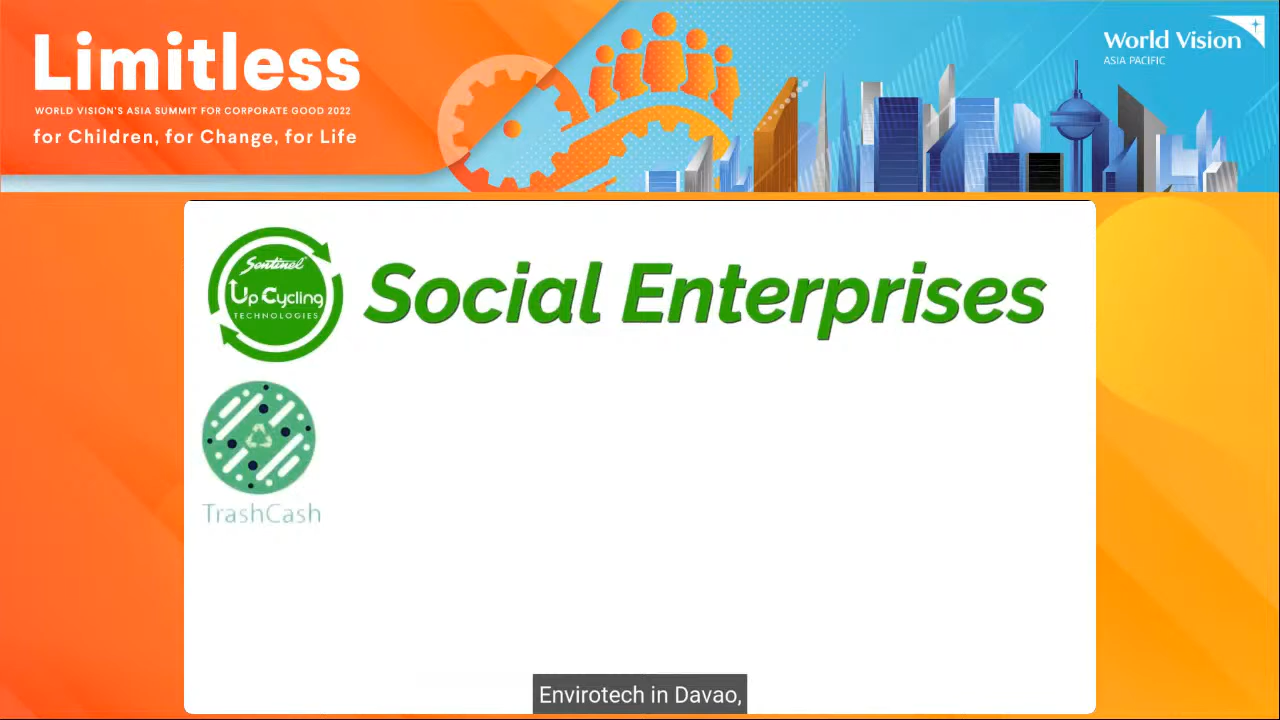 Limitless
WORLD VISION'S ASIA SUMMIT FOR CORPORATE GOOD 2022
for Children, for Change, for Life
World Vision
ASIA PACIFIC
Sentinel
Up Cycling
TECHNOLOGIES
Social Enterprises
TrashCash
Envirotech in Davao,